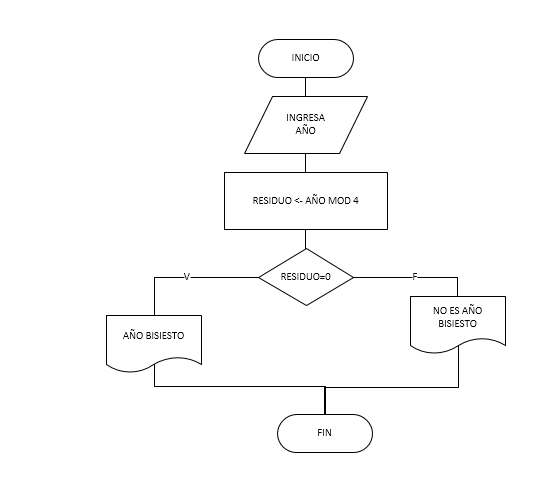 INICIO
INGRESA
AÑO
RESIDUO <- AÑO MOD 4
RESIDUO=0
V
F
AÑO BISIESTO
NO ES AÑO
BISIESTO
FIN